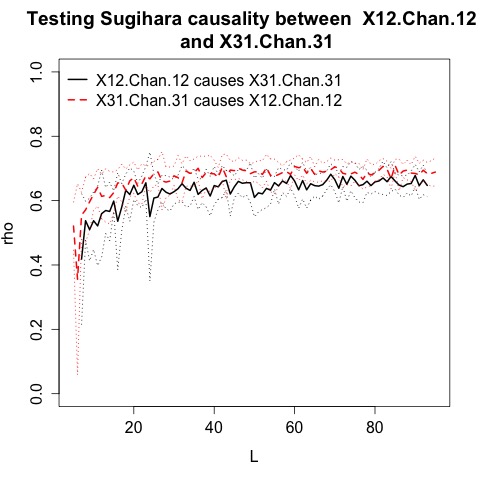 Testing Sugihara causality between  X12.Chan.12
and X31.Chan.31
X12.Chan.12 causes X31.Chan.31
X31.Chan.31 causes X12.Chan.12
1.0
0.8
0.6
0.4
0.2
0.0
rho
20 40 60 80
L